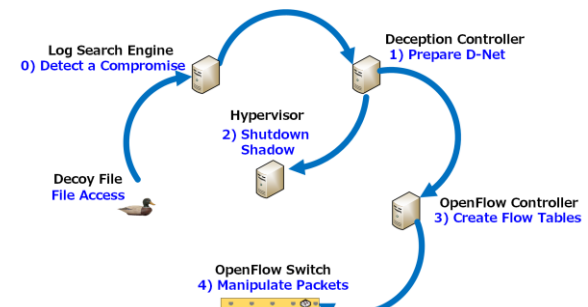 Log Search Engine
0) Detect a Compromise
Deception Controller
1) Prepare D-Net
Hypervisor
2) Shutdown
Shadow
Decoy File
File Access
OpenFlow Controller
3) Create Flow Tables
OpenFlow Switch
4) Manipulate Packets